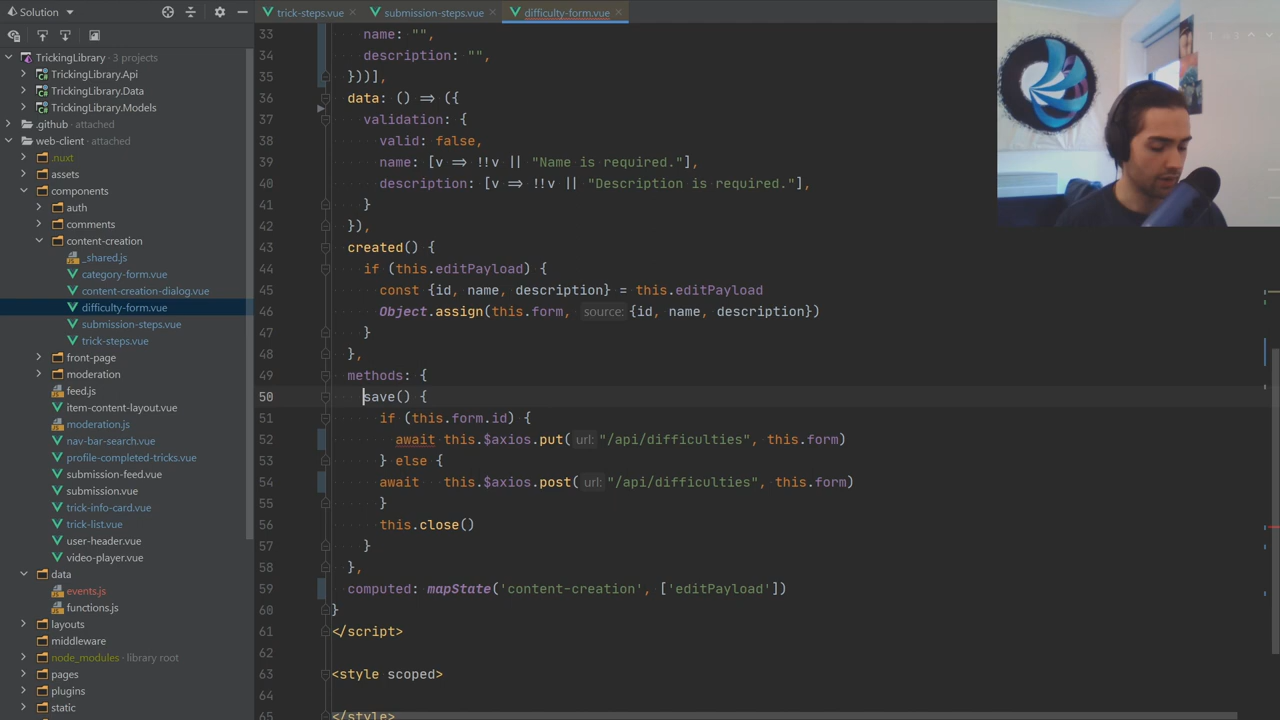 Solution
trick-steps.vue
submission-steps.vue
difficulty-form.vue
TrickingLibrary 3 projects
TrickingLibrary.Api
TrickingLibrary.Data
TrickingLibrary.Models
.github attached
web-client attached
.nuxt
assets
components
auth
comments
content-creation
_shared.js
category-form.vue
content-creation-dialog.vue
difficulty-form.vue
submission-steps.vue
trick-steps.vue
front-page
moderation
feed.js
item-content-layout.vue
moderation.js
nav-bar-search.vue
profile-completed-tricks.vue
submission-feed.vue
submission.vue
trick-info-card.vue
trick-list.vue
user-header.vue
video-player.vue
data
events.js
functions.js
layouts
middleware
node_modules library root
pages
plugins
static
33 name: "",
34 description: "",
35 }))],
36 data: () => ({
37 validation: {
38 valid: false,
39 name: [v => !!v || "Name is required."],
40 description: [v => !!v || "Description is required."],
41 }
42 }),
43 created() {
44 if (this.editPayload) {
45 const {id, name, description} = this.editPayload
46 Object.assign(this.form, source: {id, name, description})
47 }
48 },
49 methods: {
50 save() {
51 if (this.form.id) {
52 await this.$axios.put( url: "/api/difficulties", this.form)
53 } else {
54 await this.$axios.post( url: "/api/difficulties", this.form)
55 }
56 this.close()
57 }
58 },
59 computed: mapState('content-creation', ['editPayload'])
60 }
61 </script>
62
63 <style scoped>
64
65 </style>